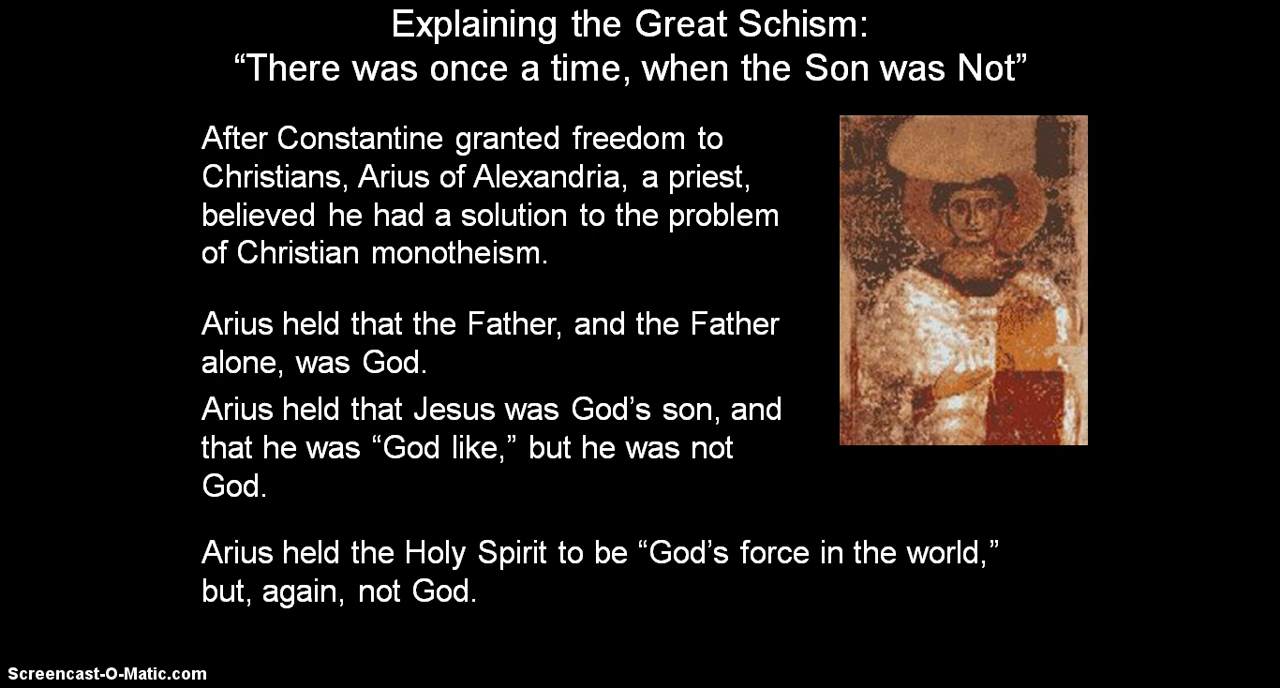 Explaining the Great Schism:
“There was once a time, when the Son was Not”
After Constantine granted freedom to
Christians, Arius of Alexandria, a priest,
believed he had a solution to the problem
of Christian monotheism.
Arius held that the Father, and the Father
alone, was God.
Arius held that Jesus was God’s son, and
that he was “God like,” but he was not
God.
Arius held the Holy Spirit to be “God’s force in the world,”
but, again, not God.
Screencast-O-Matic.com